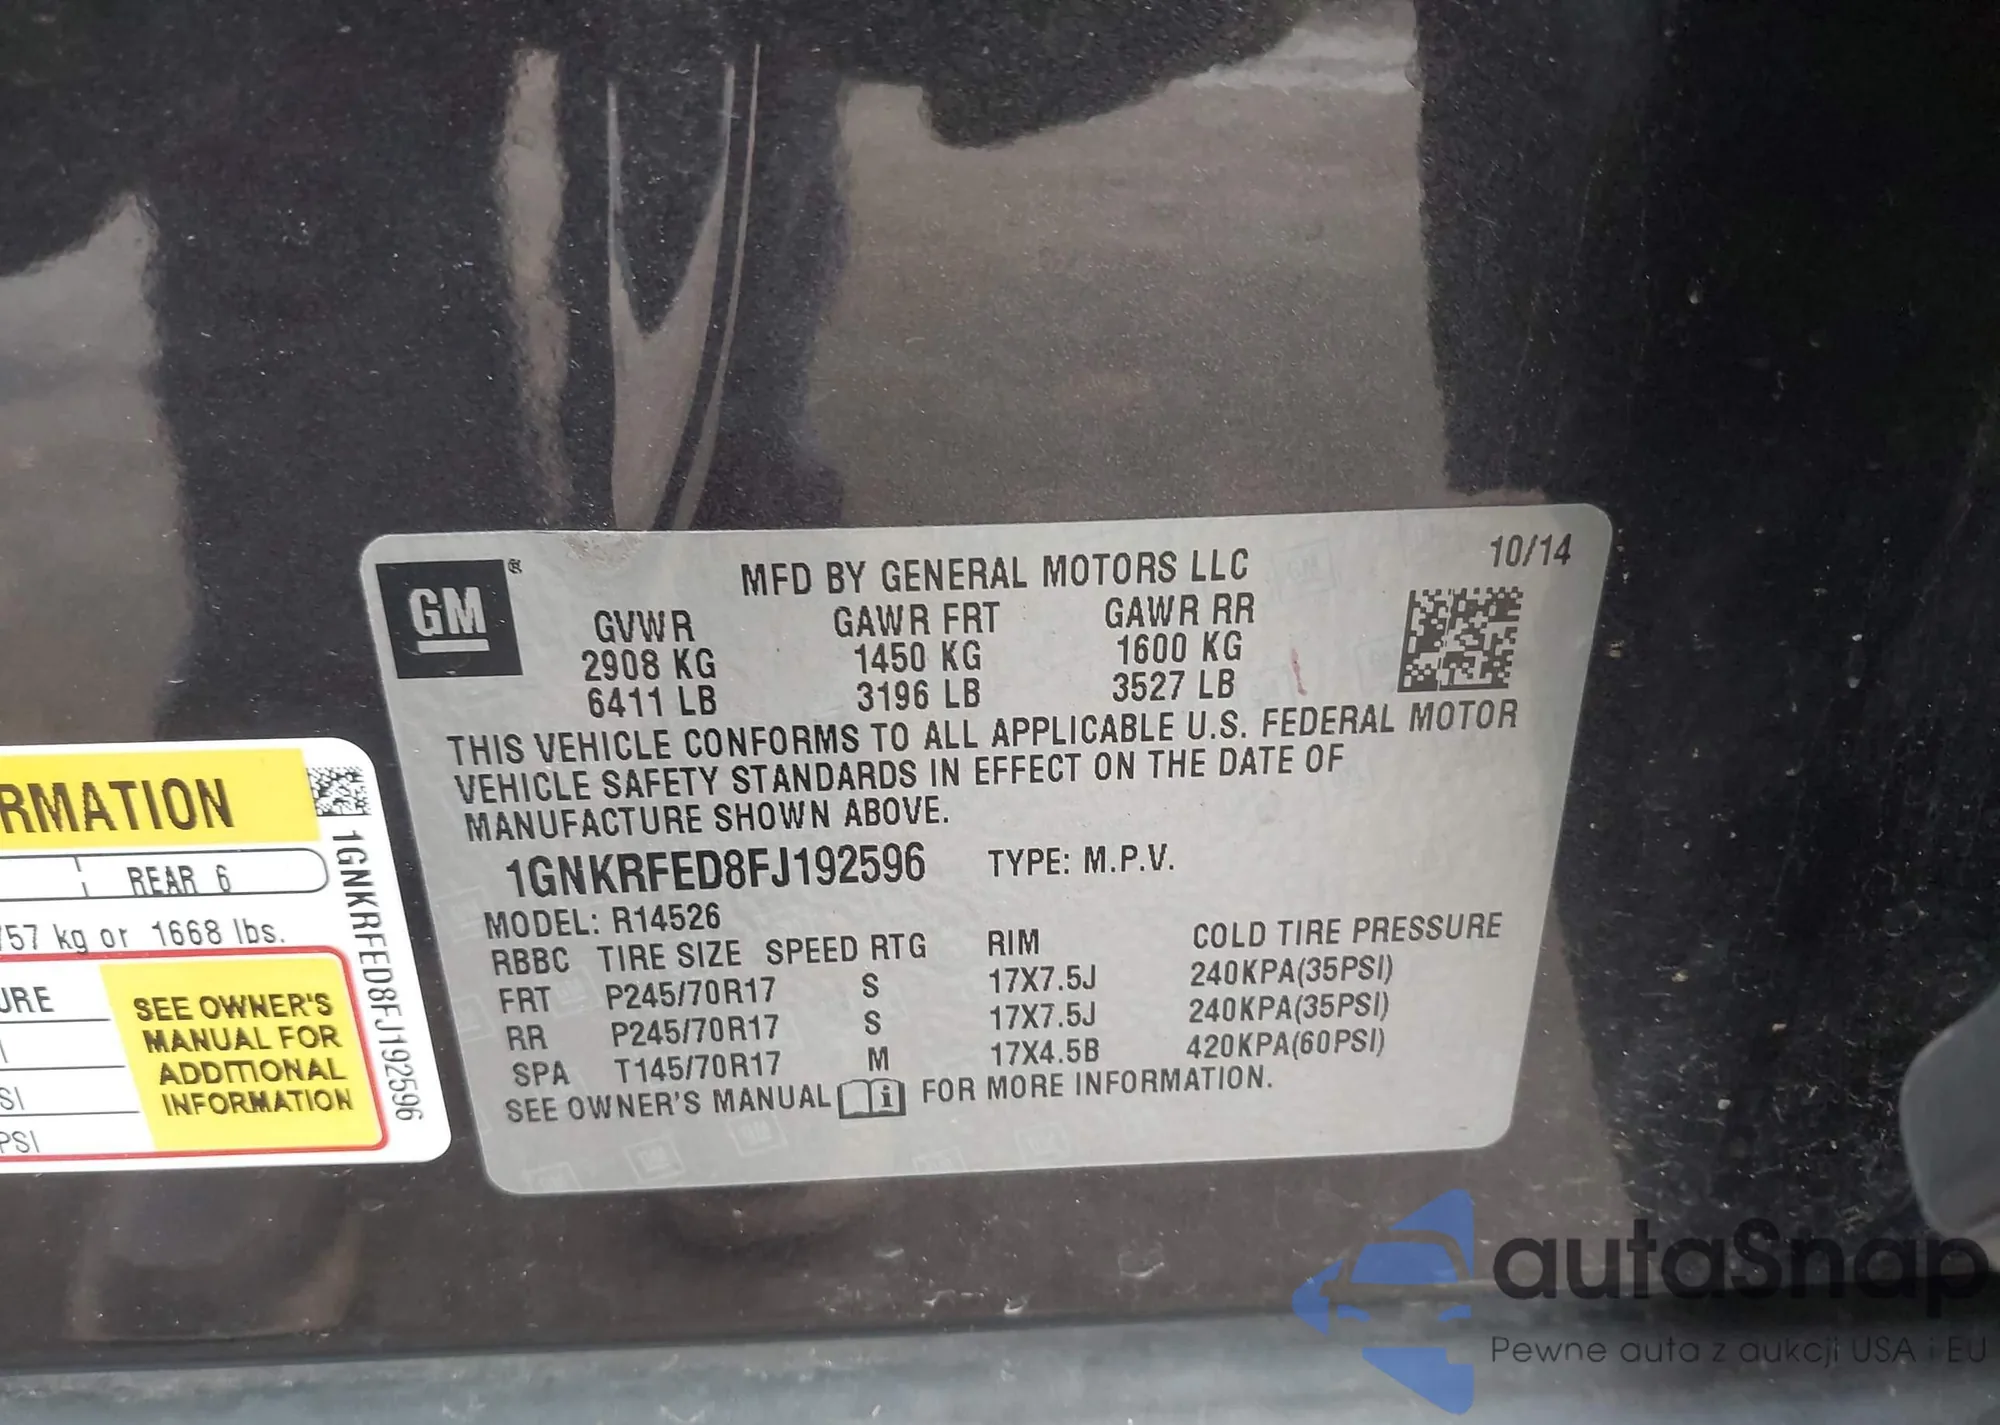 GM ®
MFD BY GENERAL MOTORS LLC
10/14
GVWR GAWR FRT GAWR RR
2908 KG 1450 KG 1600 KG
6411 LB 3196 LB 3527 LB
THIS VEHICLE CONFORMS TO ALL APPLICABLE U.S. FEDERAL MOTOR
VEHICLE SAFETY STANDARDS IN EFFECT ON THE DATE OF
MANUFACTURE SHOWN ABOVE.
1GNKRFED8FJ192596 TYPE: M.P.V.
MODEL: R14526
RBBC TIRE SIZE SPEED RTG RIM COLD TIRE PRESSURE
FRT P245/70R17 S 17X7.5J 240KPA(35PSI)
RR P245/70R17 S 17X7.5J 240KPA(35PSI)
SPA T145/70R17 M 17X4.5B 420KPA(60PSI)
SEE OWNER'S MANUAL FOR MORE INFORMATION.
RMATION
REAR 6
757 kg or 1668 lbs.
URE
SI
PSI
SEE OWNER'S
MANUAL FOR
ADDITIONAL
INFORMATION
1GNKRFED8FJ192596
autaSnap
Pewne auta z aukcji USA i EU